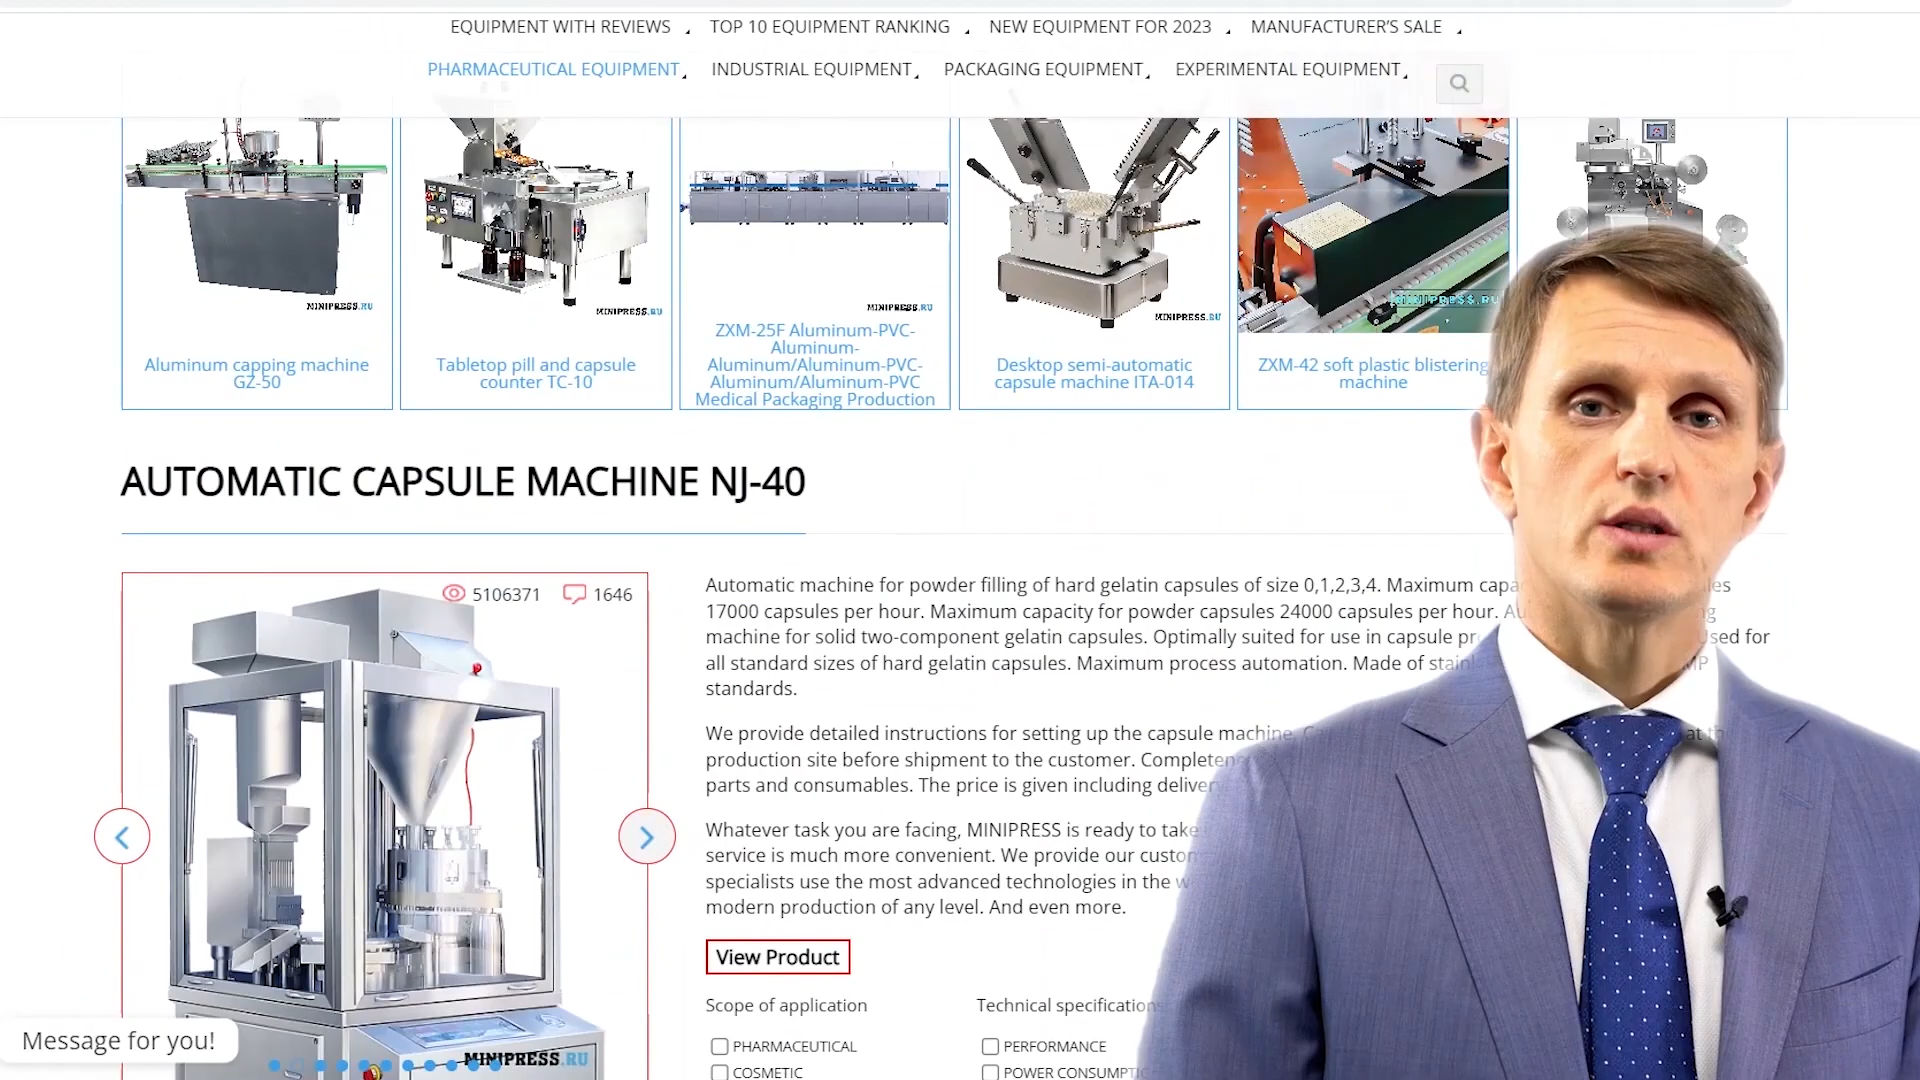 EQUIPMENT WITH REVIEWS TOP 10 EQUIPMENT RANKING NEW EQUIPMENT FOR 2023 MANUFACTURER’S SALE
PHARMACEUTICAL EQUIPMENT INDUSTRIAL EQUIPMENT PACKAGING EQUIPMENT EXPERIMENTAL EQUIPMENT
MINIPRESS.RU
MINIPRESS.RU
MINIPRESS.RU
MINIPRESS.RU
MINIPRESS.RU
Aluminum capping machine
GZ-50
Tabletop pill and capsule
counter TC-10
ZXM-25F Aluminum-PVC-
Aluminum-
Aluminum/Aluminum-PVC-
Aluminum/Aluminum-PVC
Medical Packaging Production
Desktop semi-automatic
capsule machine ITA-014
ZXM-42 soft plastic blistering
machine
AUTOMATIC CAPSULE MACHINE NJ-40
5106371 1646
Automatic machine for powder filling of hard gelatin capsules of size 0,1,2,3,4. Maximum
17000 capsules per hour. Maximum capacity for powder capsules 24000 capsules per hour.
machine for solid two-component gelatin capsules. Optimally suited for use in capsule used for
all standard sizes of hard gelatin capsules. Maximum process automation. Made of
standards.
We provide detailed instructions for setting up the capsule machine. at
production site before shipment to the customer.
parts and consumables. The price is given including
Whatever task you are facing, MINIPRESS is ready to take
service is much more convenient. We provide our
specialists use the most advanced technologies in the
modern production of any level. And even more.
View Product
Scope of application Technical specifications
PHARMACEUTICAL PERFORMANCE
COSMETIC POWER
Message for you!
MINIPRESS.RU